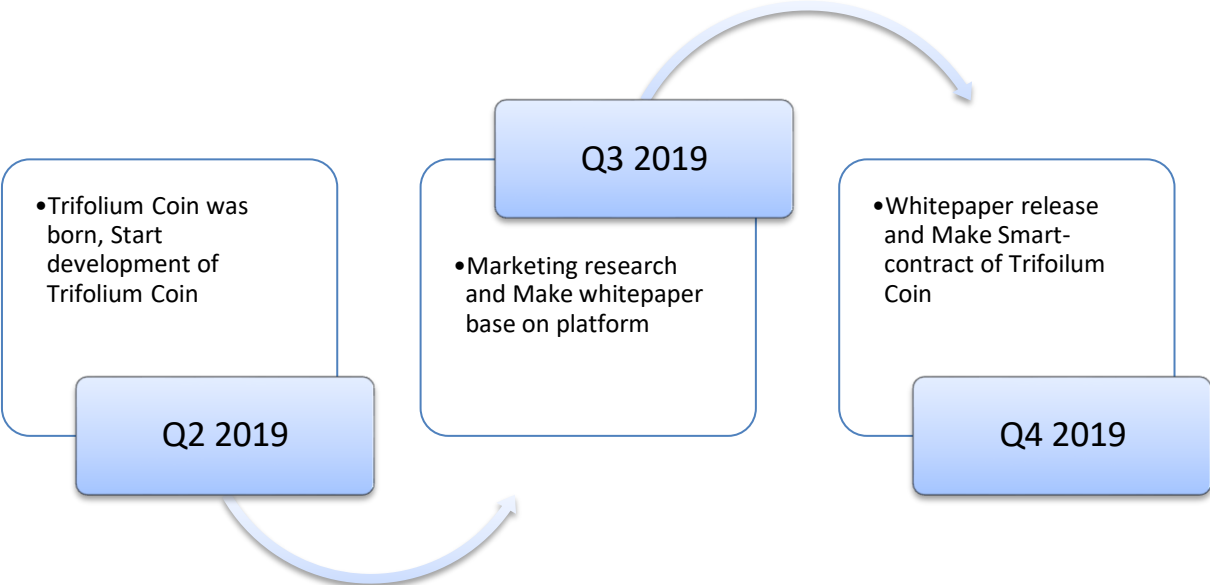 •Trifolium Coin was
born, Start
development of
Trifolium Coin
Q2 2019
Q3 2019
•Marketing research
and Make whitepaper
base on platform
•Whitepaper release
and Make Smart-
contract of Trifoilum
Coin
Q4 2019